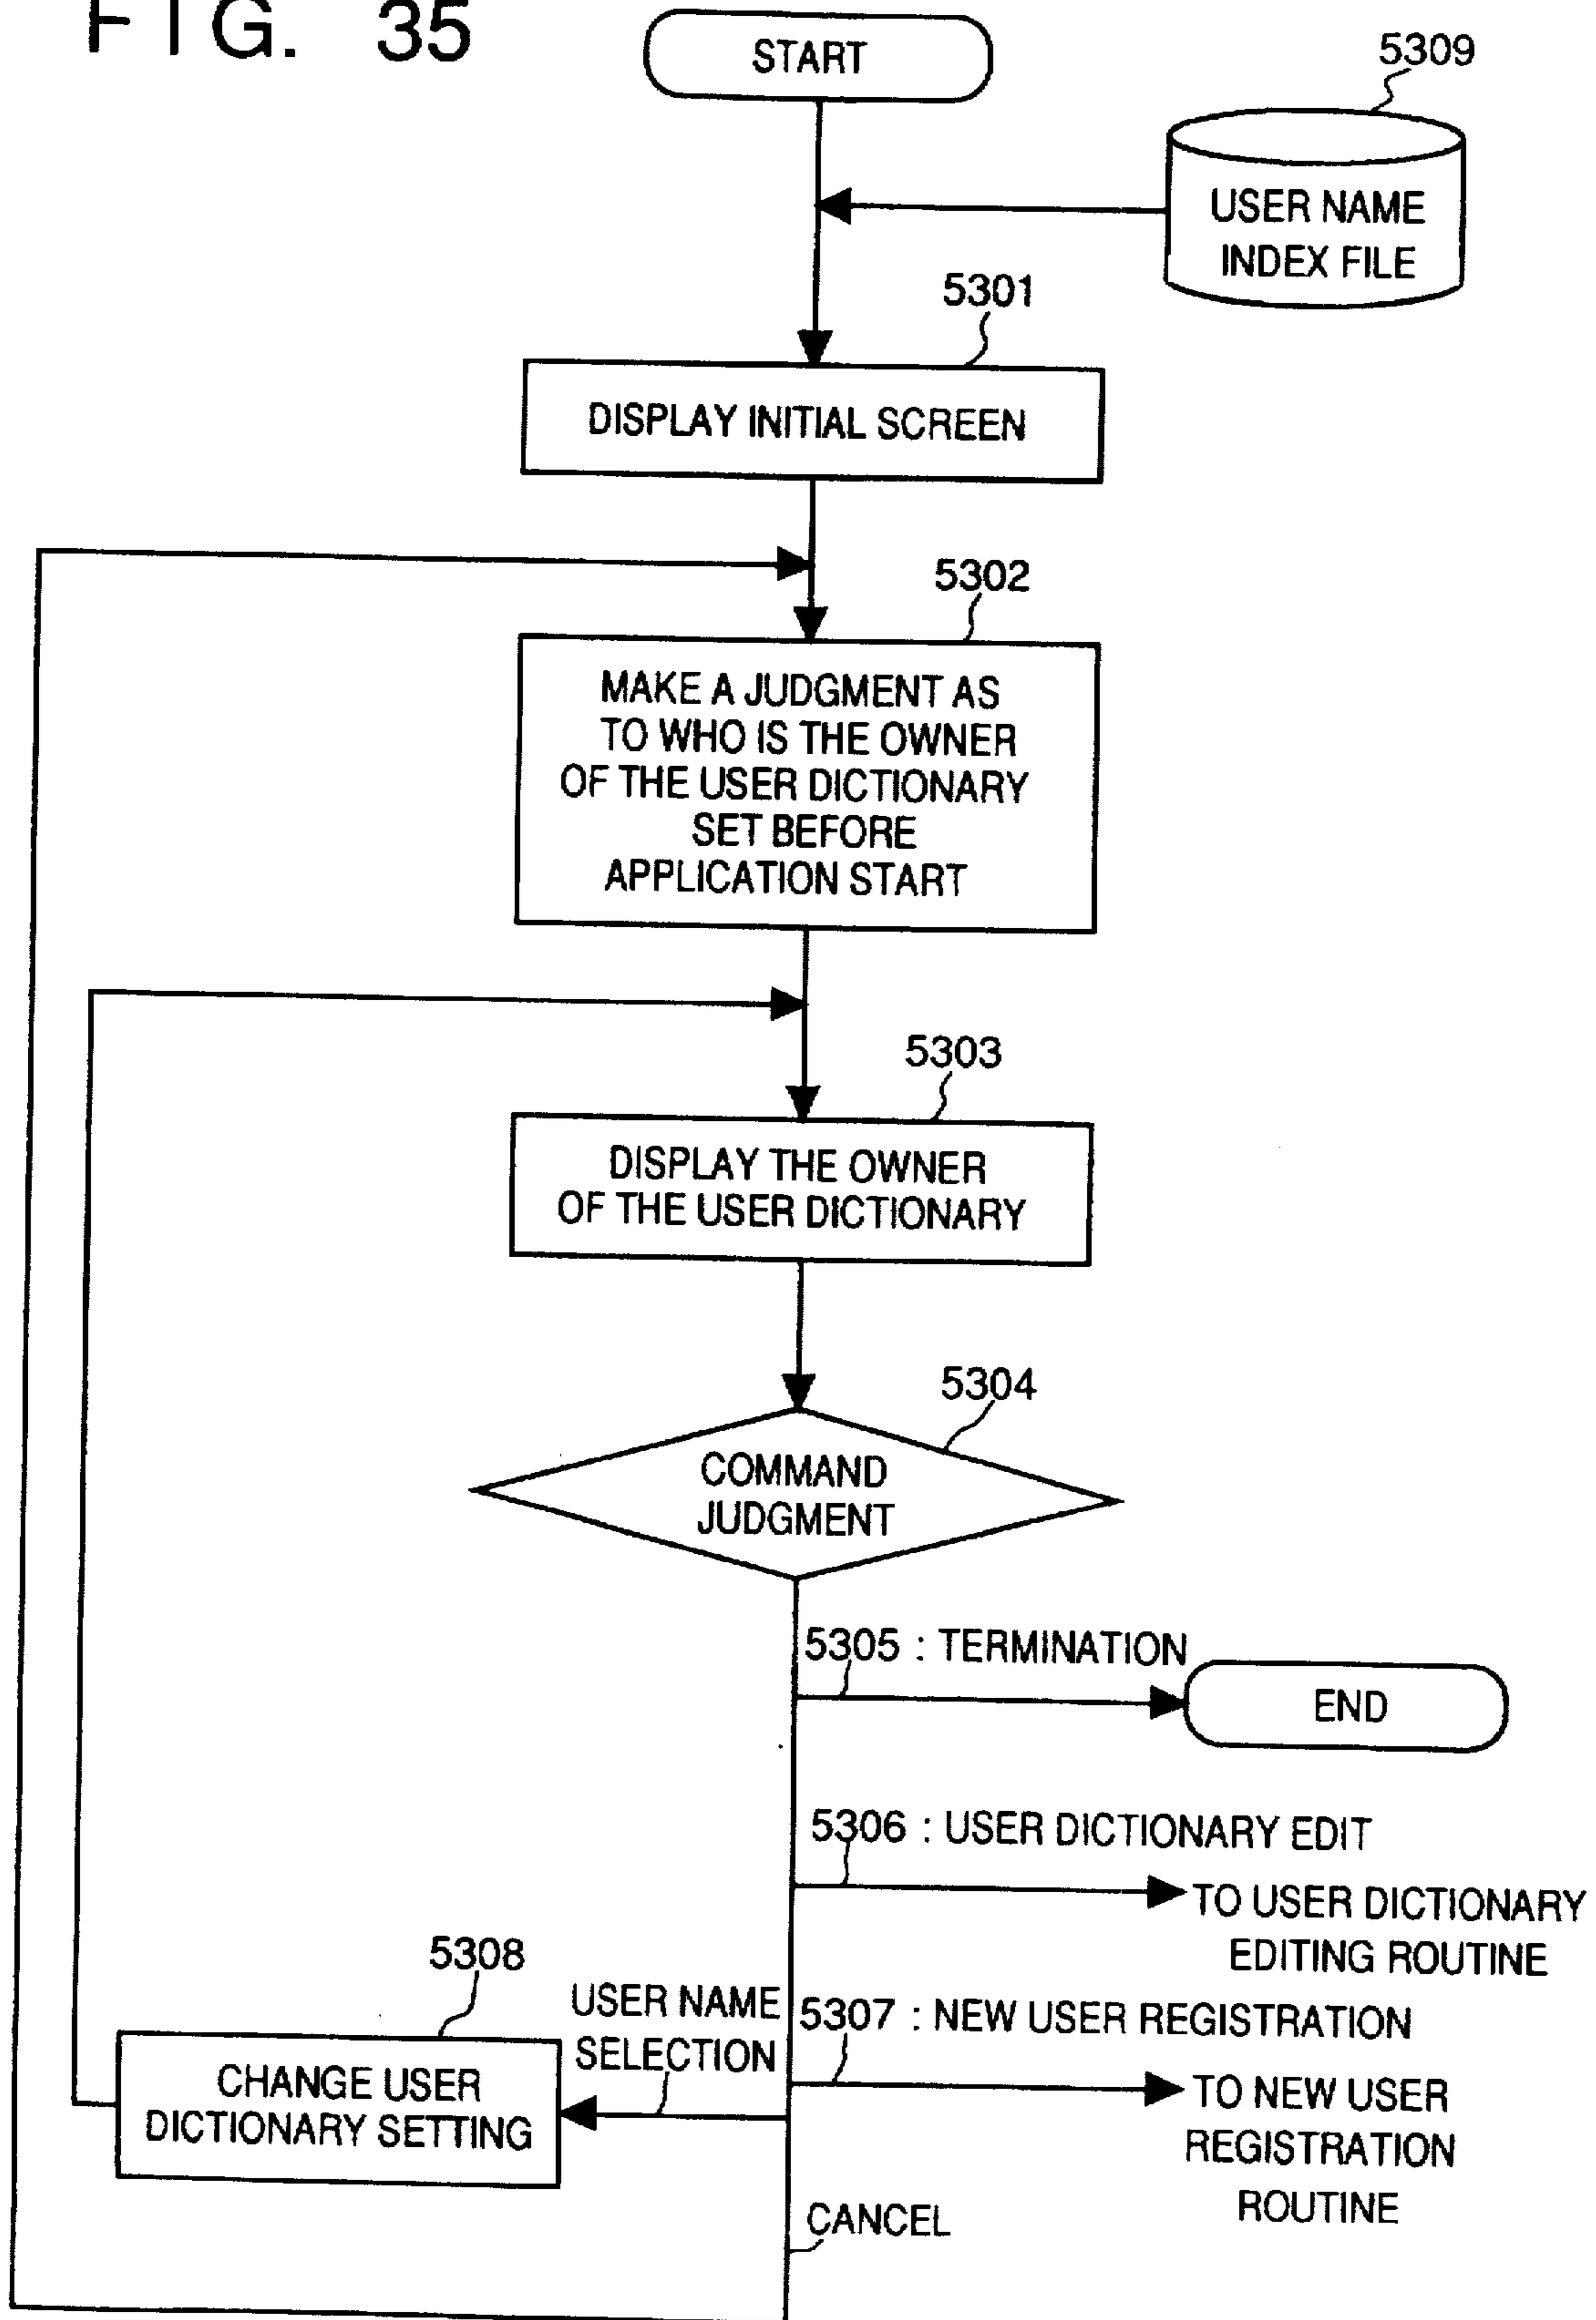 FIG. 35
START
5309
USER NAME
INDEX FILE
5301
DISPLAY INITIAL SCREEN
5302
MAKE A JUDGMENT AS
TO WHO IS THE OWNER
OF THE USER DICTIONARY
SET BEFORE
APPLICATION START
5303
DISPLAY THE OWNER
OF THE USER DICTIONARY
5304
COMMAND
JUDGMENT
5305 : TERMINATION
END
5306 : USER DICTIONARY EDIT
TO USER DICTIONARY
EDITING ROUTINE
5308
USER NAME
SELECTION
CHANGE USER
DICTIONARY SETTING
5307 : NEW USER REGISTRATION
TO NEW USER
REGISTRATION
ROUTINE
CANCEL